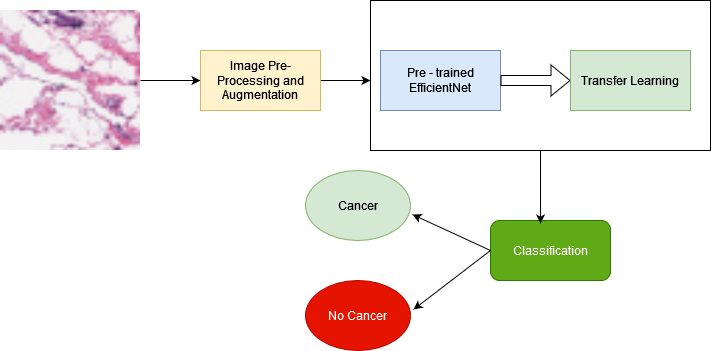 Image Pre-
Processing and
Augmentation
Pre - trained
EfficientNet
Transfer Learning
Cancer
Classification
No Cancer